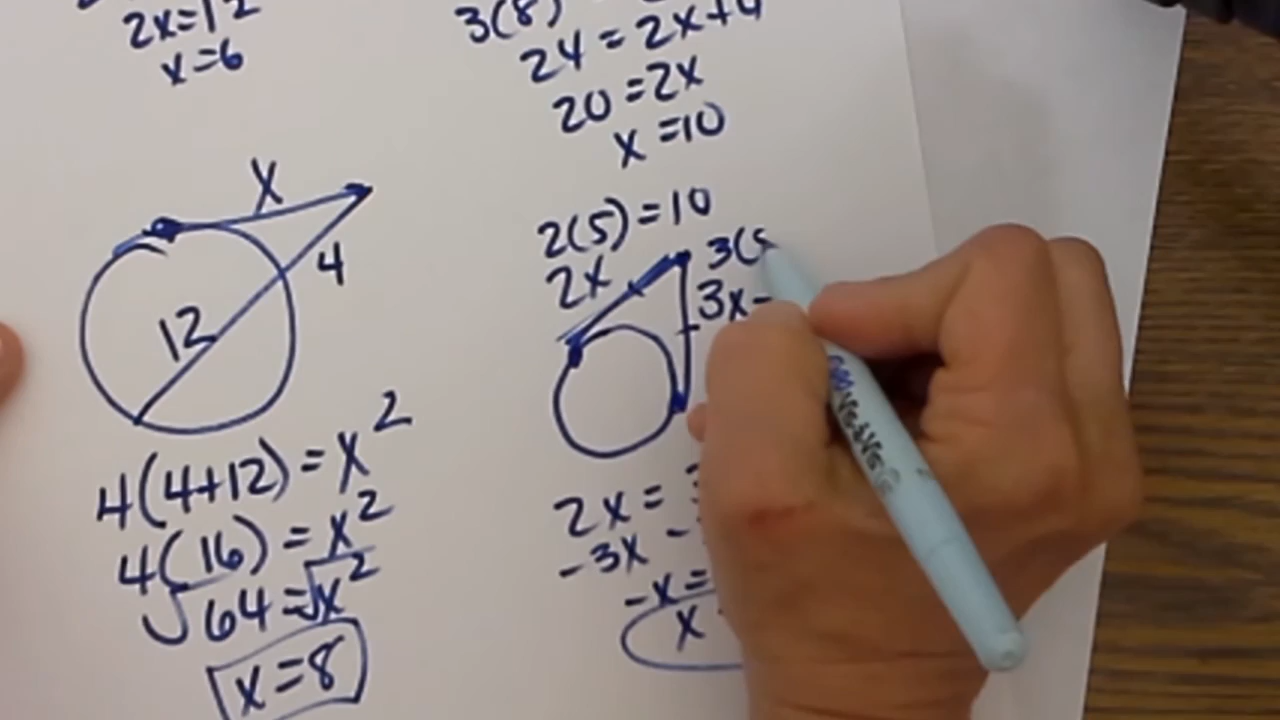 2x=12
x=6
3(8)
24=2x+4
20=2x
x=10
X
4
12
4(4+12)=x²
4(16)=x²
√64=√x²
x=8
2(5)=10
2x
3(5
3x-
2x=
-3x -
-x=
x